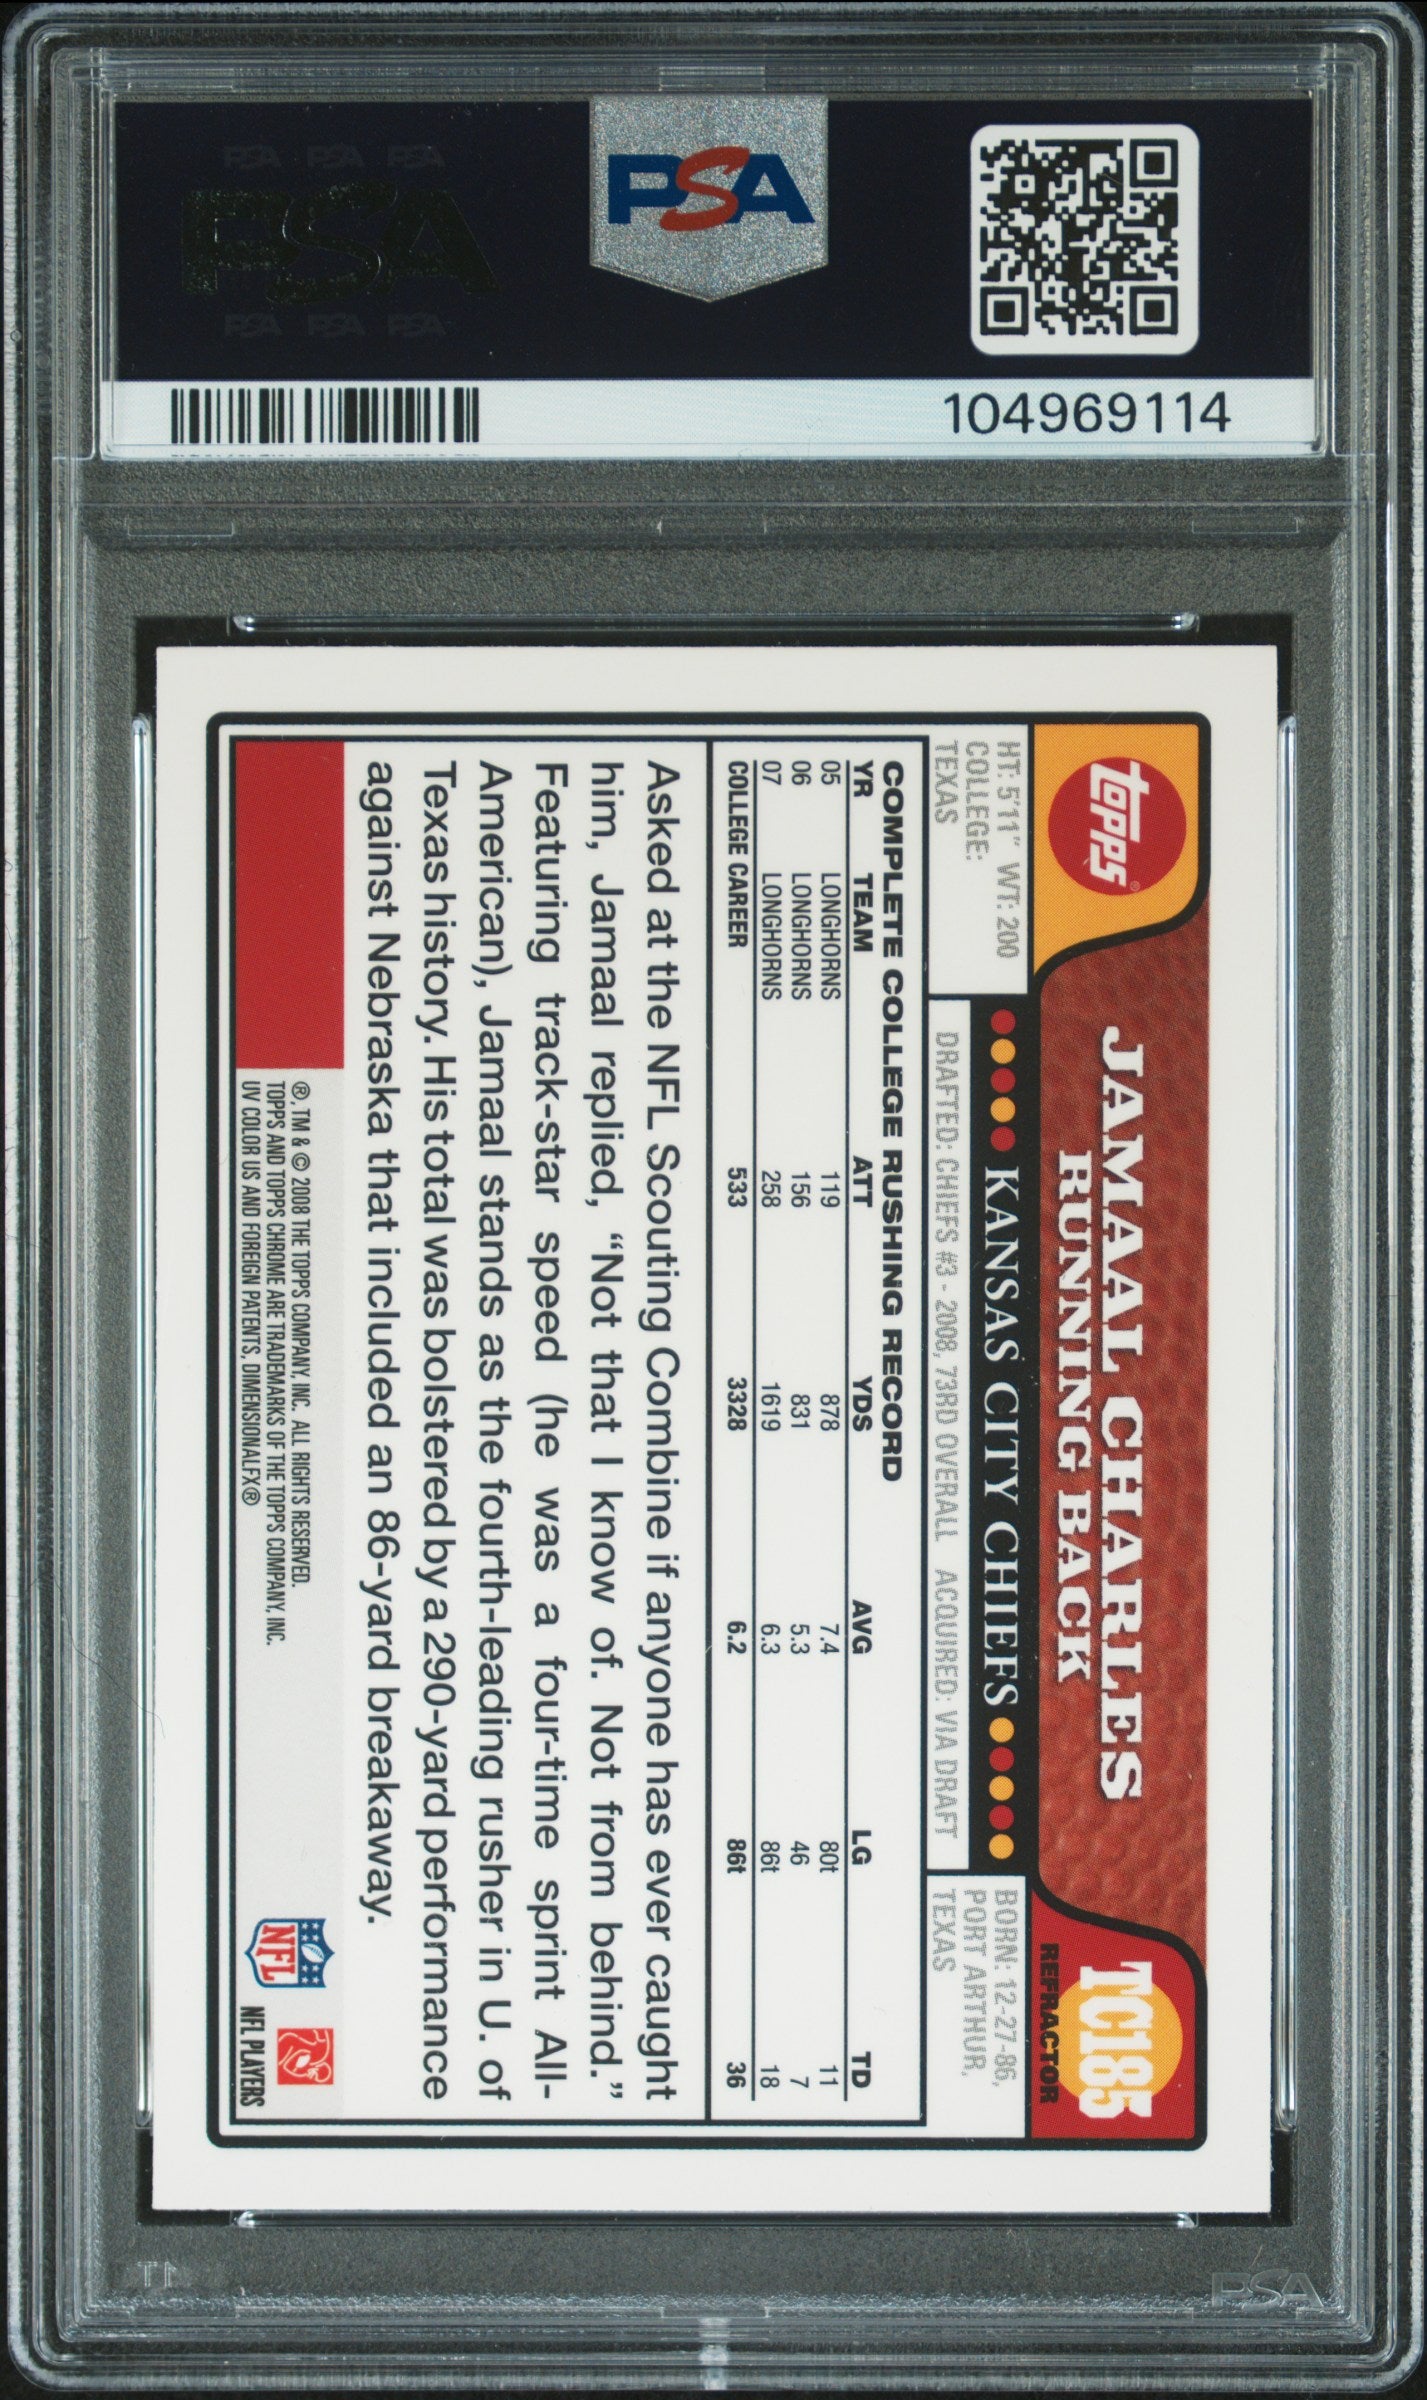 PSA PSA PSA
PSA
PSA PSA PSA
PSA
104969114
topps®
JAMAAL CHARLES
RUNNING BACK
TC185
REFRACTOR
KANSAS CITY CHIEFS
HT: 5'11" WT: 200
COLLEGE:
TEXAS
DRAFTED: CHIEFS #3 - 2008, 73RD OVERALL ACQUIRED: VIA DRAFT
BORN: 12-27-86,
PORT ARTHUR,
TEXAS
COMPLETE COLLEGE RUSHING RECORD
YR TEAM ATT YDS AVG LG TD
05 LONGHORNS 119 878 7.4 80t 11
06 LONGHORNS 156 831 5.3 46 7
07 LONGHORNS 258 1619 6.3 86t 18
COLLEGE CAREER 533 3328 6.2 86t 36
Asked at the NFL Scouting Combine if anyone has ever caught
him, Jamaal replied, “Not that I know of. Not from behind.”
Featuring track-star speed (he was a four-time sprint All-
American), Jamaal stands as the fourth-leading rusher in U. of
Texas history. His total was bolstered by a 290-yard performance
against Nebraska that included an 86-yard breakaway.
®, TM & © 2008 THE TOPPS COMPANY, INC. ALL RIGHTS RESERVED.
TOPPS AND TOPPS CHROME ARE TRADEMARKS OF THE TOPPS COMPANY, INC.
UV COLOR US AND FOREIGN PATENTS, DIMENSIONALFX®
NFL
NFL PLAYERS
PSA